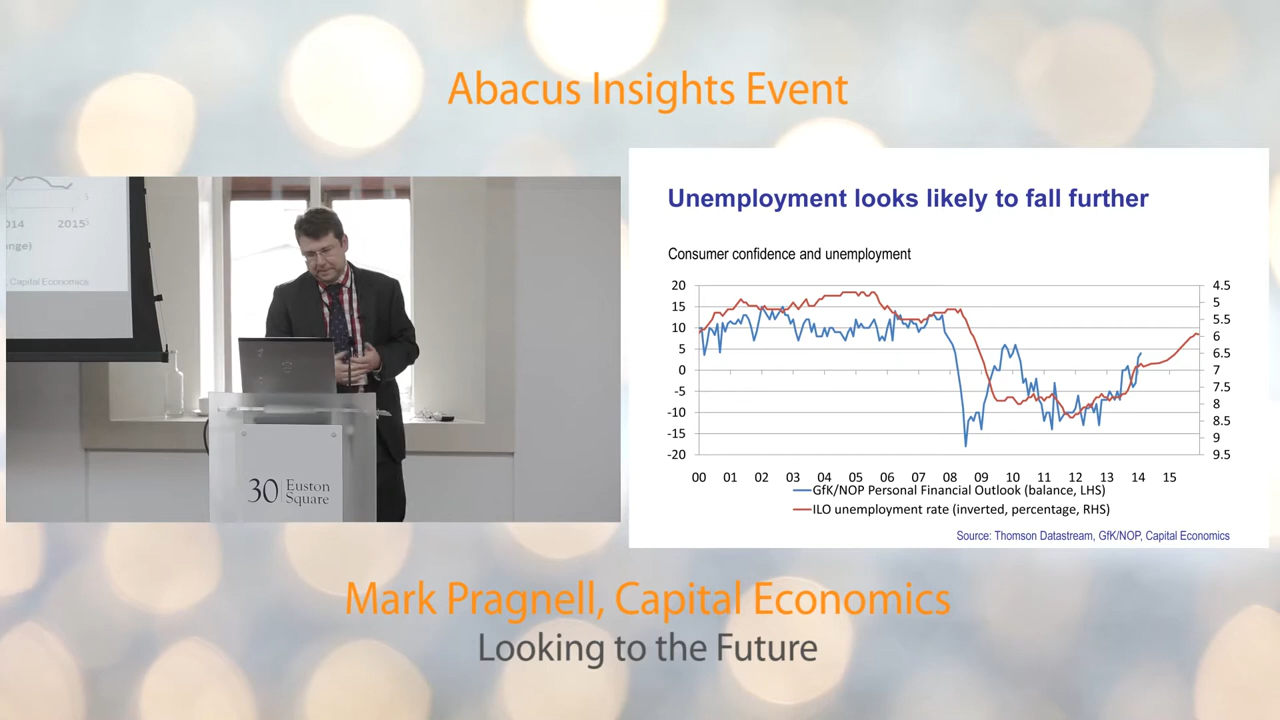 Abacus Insights Event
014 2015
nge)
, Capital Economics
30 Euston
Square
Unemployment looks likely to fall further
Consumer confidence and unemployment
20 4.5
15 5
10 5.5
5 6
0 6.5
-5 7
-10 7.5
-15 8
-20 8.5
9
9.5
00 01 02 03 04 05 06 07 08 09 10 11 12 13 14 15
GfK/NOP Personal Financial Outlook (balance, LHS)
ILO unemployment rate (inverted, percentage, RHS)
Source: Thomson Datastream, GfK/NOP, Capital Economics
Mark Pragnell, Capital Economics
Looking to the Future